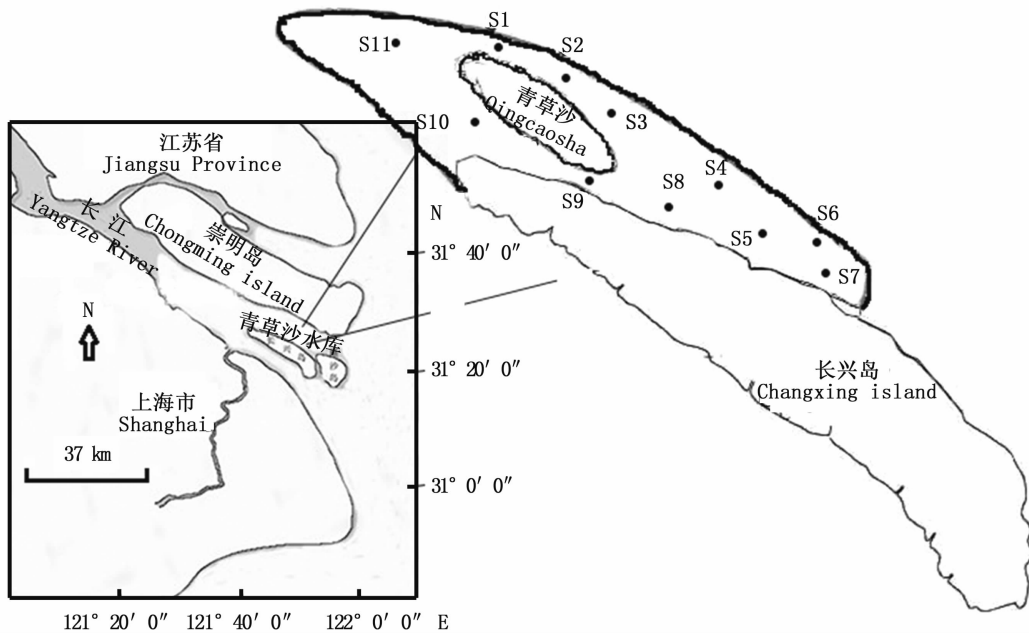 S1
S11
S2
青草沙
Qingcaosha
S3
S10
S4
S8
S9
S6
S5
S7
江苏省
Jiangsu Province
长江
Yangtze River
崇明岛
Chongming island
青草沙水库
N
上海市
Shanghai
37 km
长兴岛
Changxing island
N
31° 40′ 0″
31° 20′ 0″
31° 0′ 0″
121° 20′ 0″
121° 40′ 0″
122° 0′ 0″ E